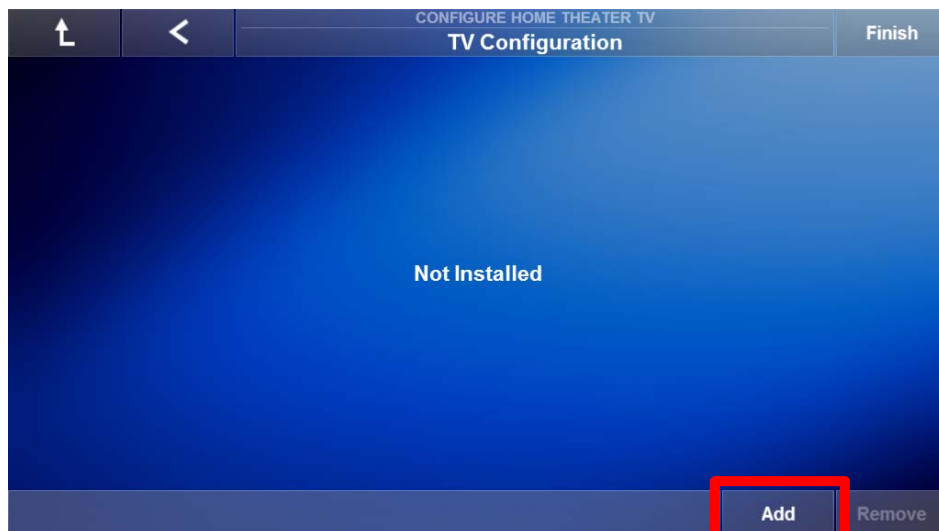 CONFIGURE HOME THEATER TV
TV Configuration
Finish
Not Installed
Add
Remove